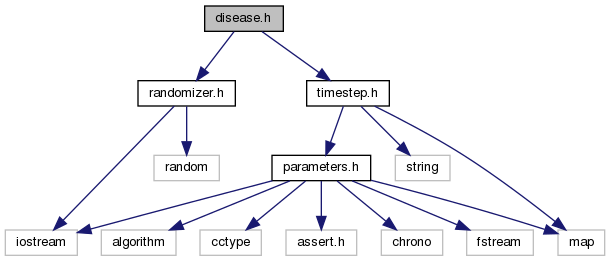 disease.h
randomizer.h
timestep.h
random
parameters.h
string
iostream
algorithm
cctype
assert.h
chrono
fstream
map